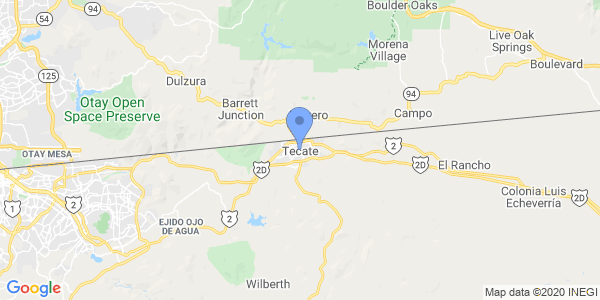 Boulder Oaks
94
54
94
Live Oak
Springs
Morena
Village
Boulevard
125
Dulzura
94
Otay Open
Space Preserve
Barrett
Junction
Campo
OTAY MESA
Tecate
2
2D
2D
El Rancho
1
2
2
EJIDO OJO
DE AGUA
Colonia Luis
Echeverría
2D
Wilberth
Google
Map data ©2020 INEGI